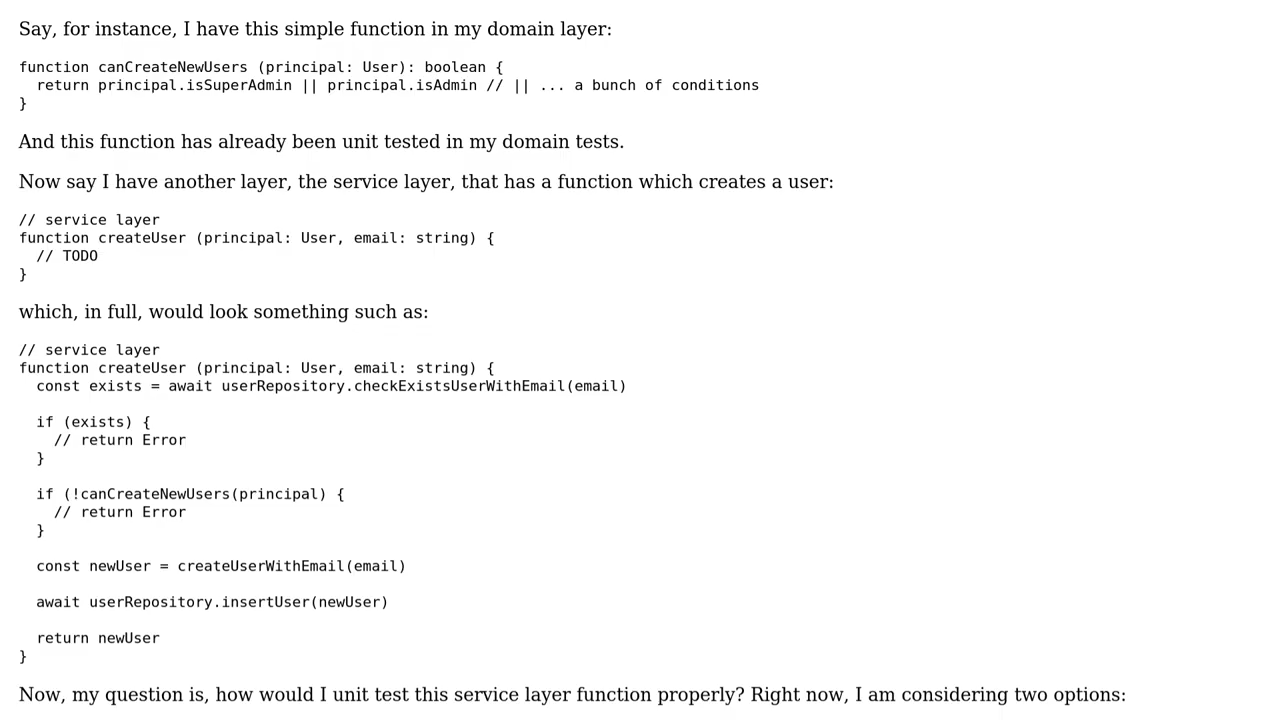 Say, for instance, I have this simple function in my domain layer:
function canCreateNewUsers (principal: User): boolean {
  return principal.isSuperAdmin || principal.isAdmin // || ... a bunch of conditions
}
And this function has already been unit tested in my domain tests.
Now say I have another layer, the service layer, that has a function which creates a user:
// service layer
function createUser (principal: User, email: string) {
  // TODO
}
which, in full, would look something such as:
// service layer
function createUser (principal: User, email: string) {
  const exists = await userRepository.checkExistsUserWithEmail(email)
  if (exists) {
    // return Error
  }
  if (!canCreateNewUsers(principal) {
    // return Error
  }
  const newUser = createUserWithEmail(email)
  await userRepository.insertUser(newUser)
  return newUser
}
Now, my question is, how would I unit test this service layer function properly? Right now, I am considering two options: